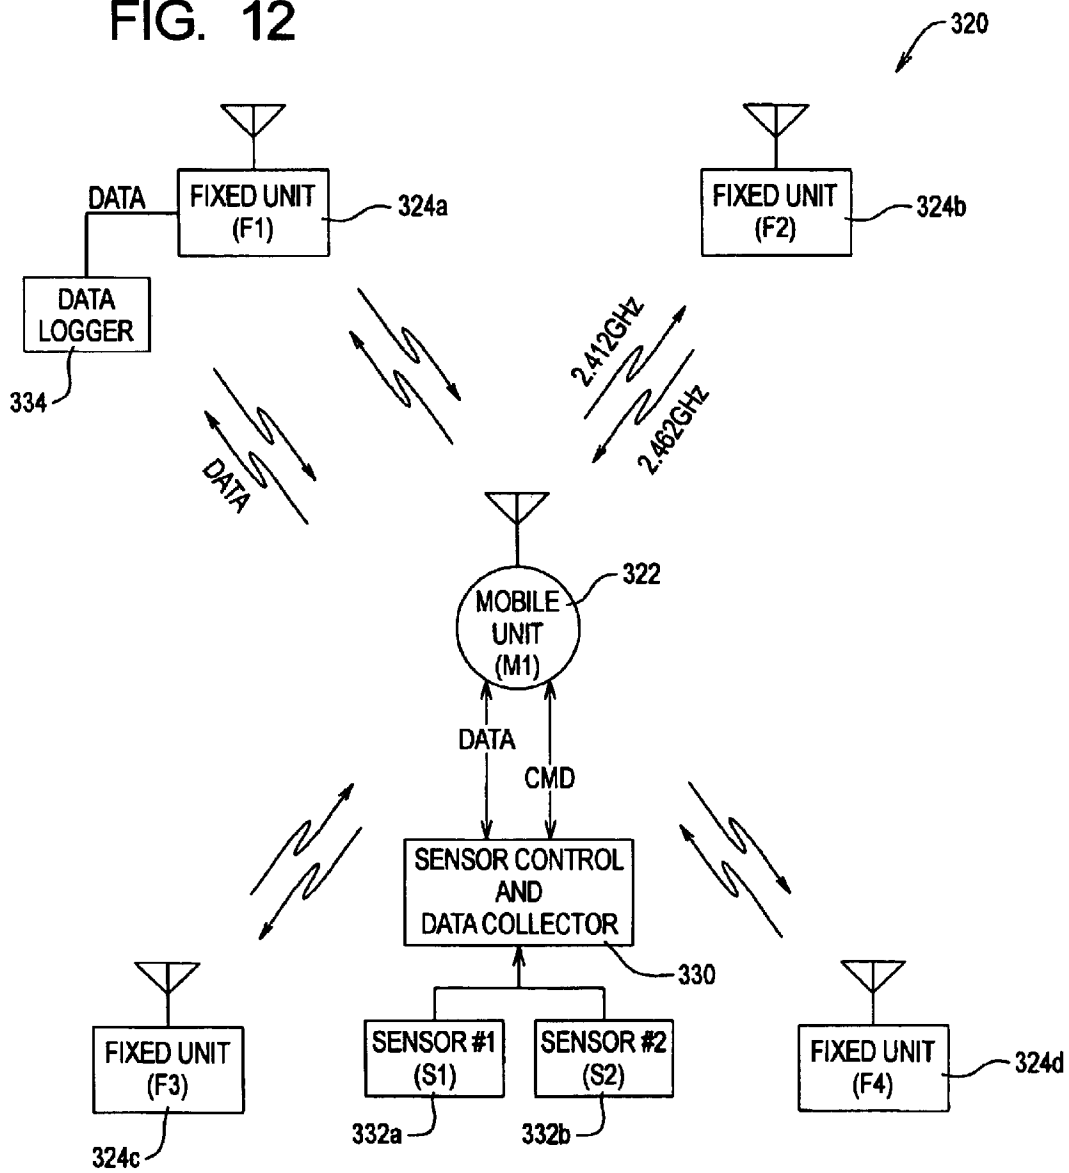 FIG. 12
320
FIXED UNIT
(F1)
324a
FIXED UNIT
(F2)
324b
DATA
DATA
LOGGER
334
DATA
2.412GHz
2.462GHz
MOBILE
UNIT
(M1)
322
DATA
CMD
SENSOR CONTROL
AND
DATA COLLECTOR
330
FIXED UNIT
(F3)
324c
SENSOR #1
(S1)
332a
SENSOR #2
(S2)
332b
FIXED UNIT
(F4)
324d